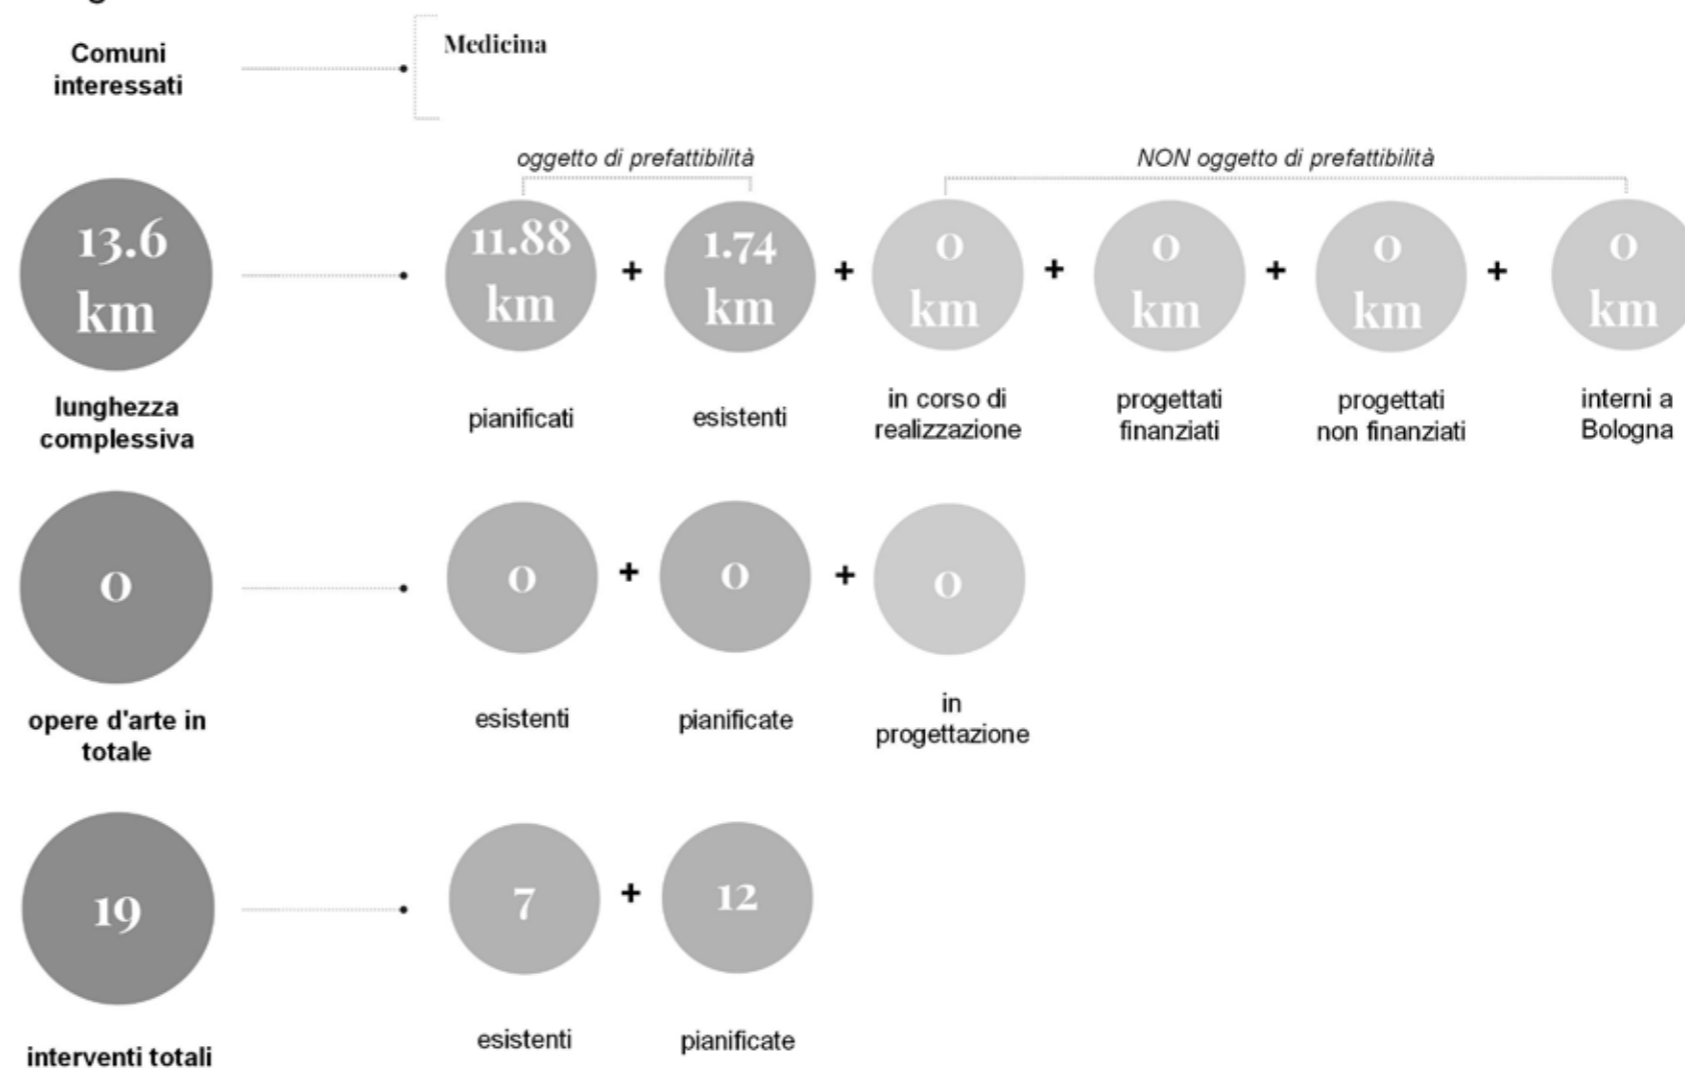 Comuni
interessati
Medicina
oggetto di prefattibilità
NON oggetto di prefattibilità
13.6
km
11.88
km
+
1.74
km
+
0
km
+
0
km
+
0
km
+
0
km
lunghezza
complessiva
pianificati
esistenti
in corso di
realizzazione
progettati
finanziati
progettati
non finanziati
interni a
Bologna
0
0
+
0
+
0
opere d'arte in
totale
esistenti
pianificate
in
progettazione
19
7
+
12
interventi totali
esistenti
pianificate